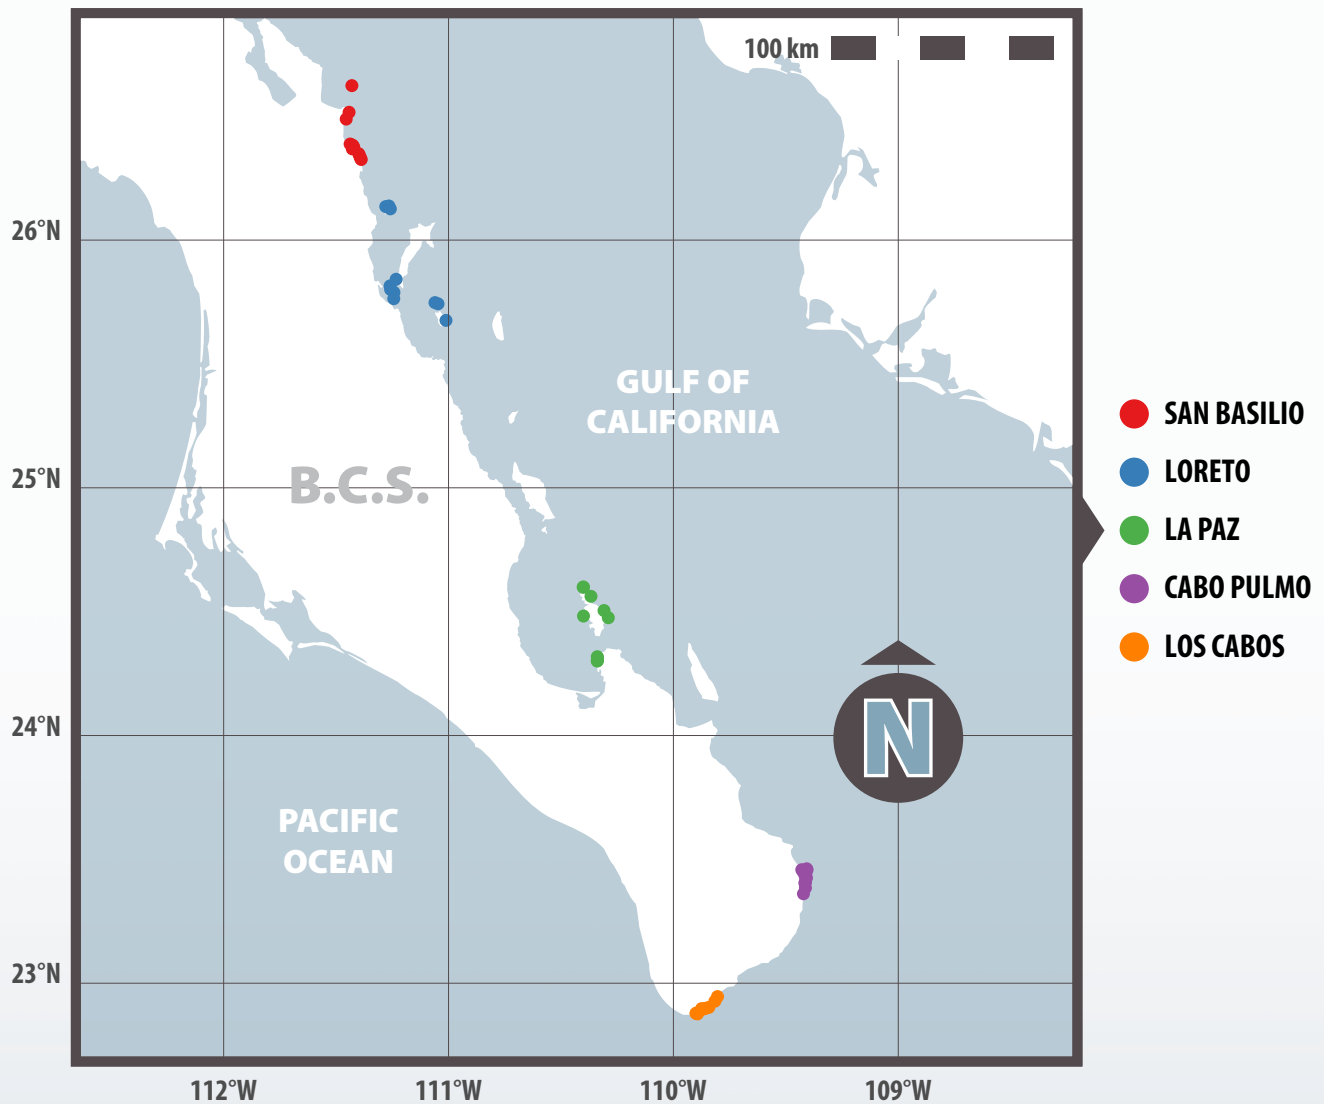 100 km
26°N
GULF OF
CALIFORNIA
SAN BASILIO
LORETO
B.C.S.
25°N
LA PAZ
CABO PULMO
LOS CABOS
N
24°N
PACIFIC
OCEAN
23°N
112°W
111°W
110°W
109°W